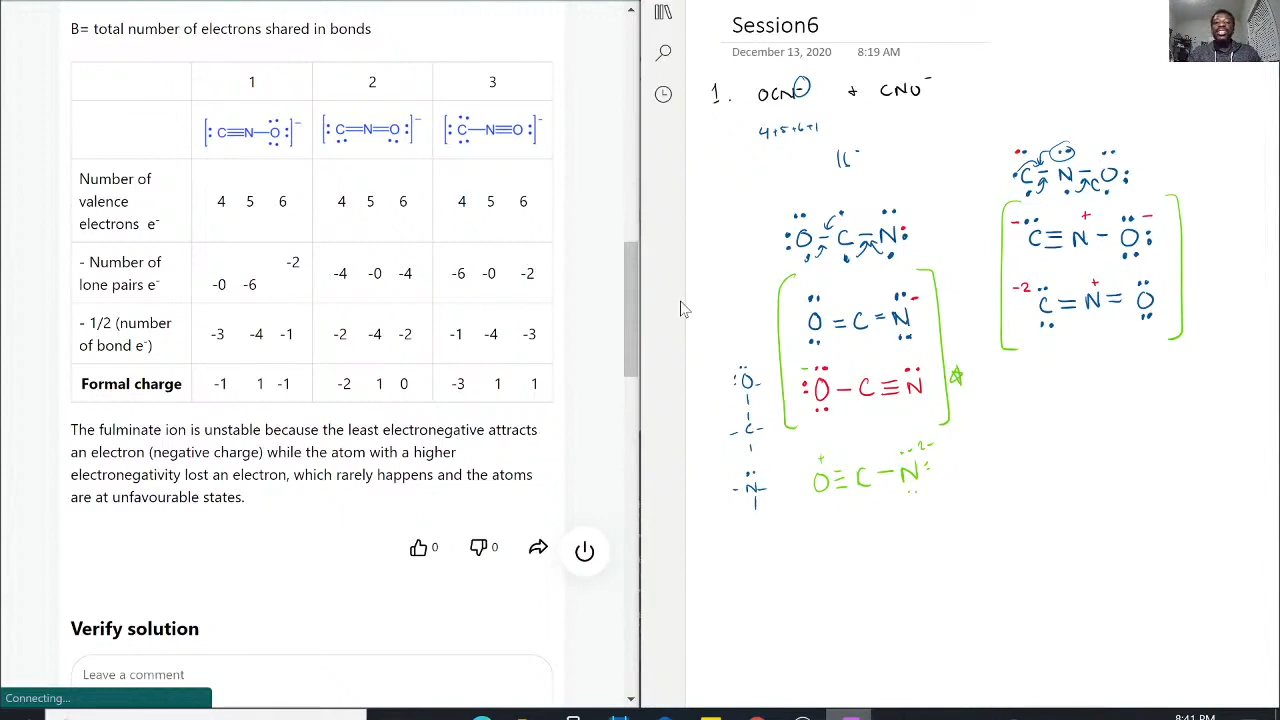 B= total number of electrons shared in bonds
1 2 3
[:C≡N—O:]⁻ [:C=N=O:]⁻ [:C—N≡O:]⁻
Number of
valence
electrons e⁻
4 5 6 4 5 6 4 5 6
- Number of
lone pairs e⁻
-0 -6 -2 -4 -0 -4 -6 -0 -2
- 1/2 (number
of bond e⁻)
-3 -4 -1 -2 -4 -2 -1 -4 -3
Formal charge -1 1 -1 -2 1 0 -3 1 1
The fulminate ion is unstable because the least electronegative attracts
an electron (negative charge) while the atom with a higher
electronegativity lost an electron, which rarely happens and the atoms
are at unfavourable states.
0 0
Verify solution
Leave a comment
Connecting...
Session6
December 13, 2020 8:19 AM
1. OCN⁻ + CNO⁻
4+5+6+1
16⁻
O – C – N
O = C = N⁻
⁻O – C ≡ N
O⁺ ≡ C – N²⁻
O
C
N
C – N – O
⁻C ≡ N⁺ – O⁻
-2 C = N⁺ = O
8:41 PM